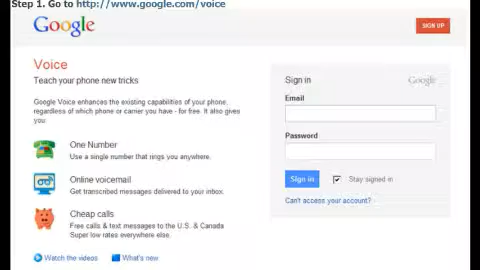 Step 1. Go to http://www.google.com/voice
Google
SIGN UP
Voice
Teach your phone new tricks
Google Voice enhances the existing capabilities of your phone,
regardless of which phone or carrier you have - for free. It also gives
you:
One Number
Use a single number that rings you anywhere.
Online voicemail
Get transcribed messages delivered to your inbox.
Cheap calls
Free calls & text messages to the U.S. & Canada
Super low rates everywhere else.
Watch the videos
What's new
Sign in
Google
Email
Password
Sign in
Stay signed in
Can't access your account?